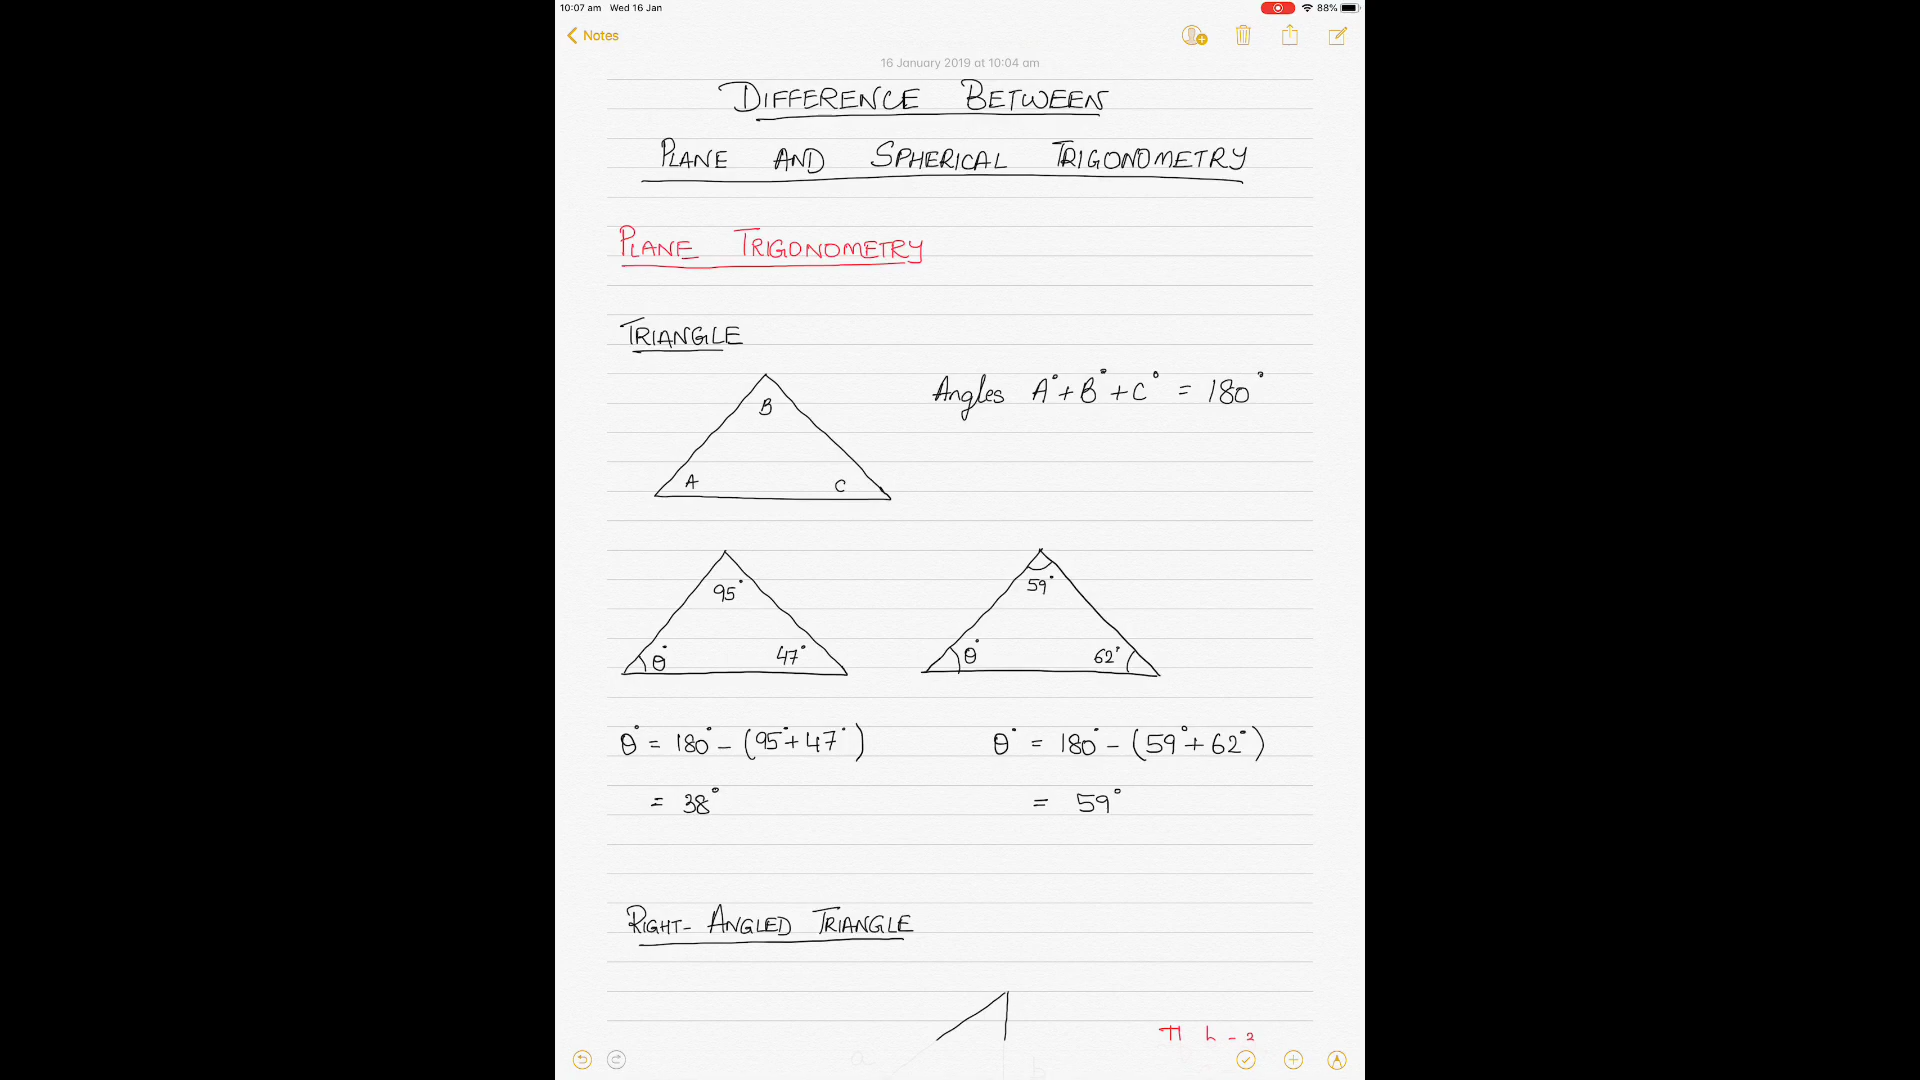 10:07 am Wed 16 Jan 88%
Notes
16 January 2019 at 10:04 am
DIFFERENCE BETWEEN
PLANE AND SPHERICAL TRIGONOMETRY
PLANE TRIGONOMETRY
TRIANGLE
Angles A° + B° + C° = 180°
B
A C
95° 59°
θ° 47° θ° 62°
θ° = 180° - (95° + 47°) θ° = 180° - (59° + 62°)
= 38° = 59°
RIGHT-ANGLED TRIANGLE